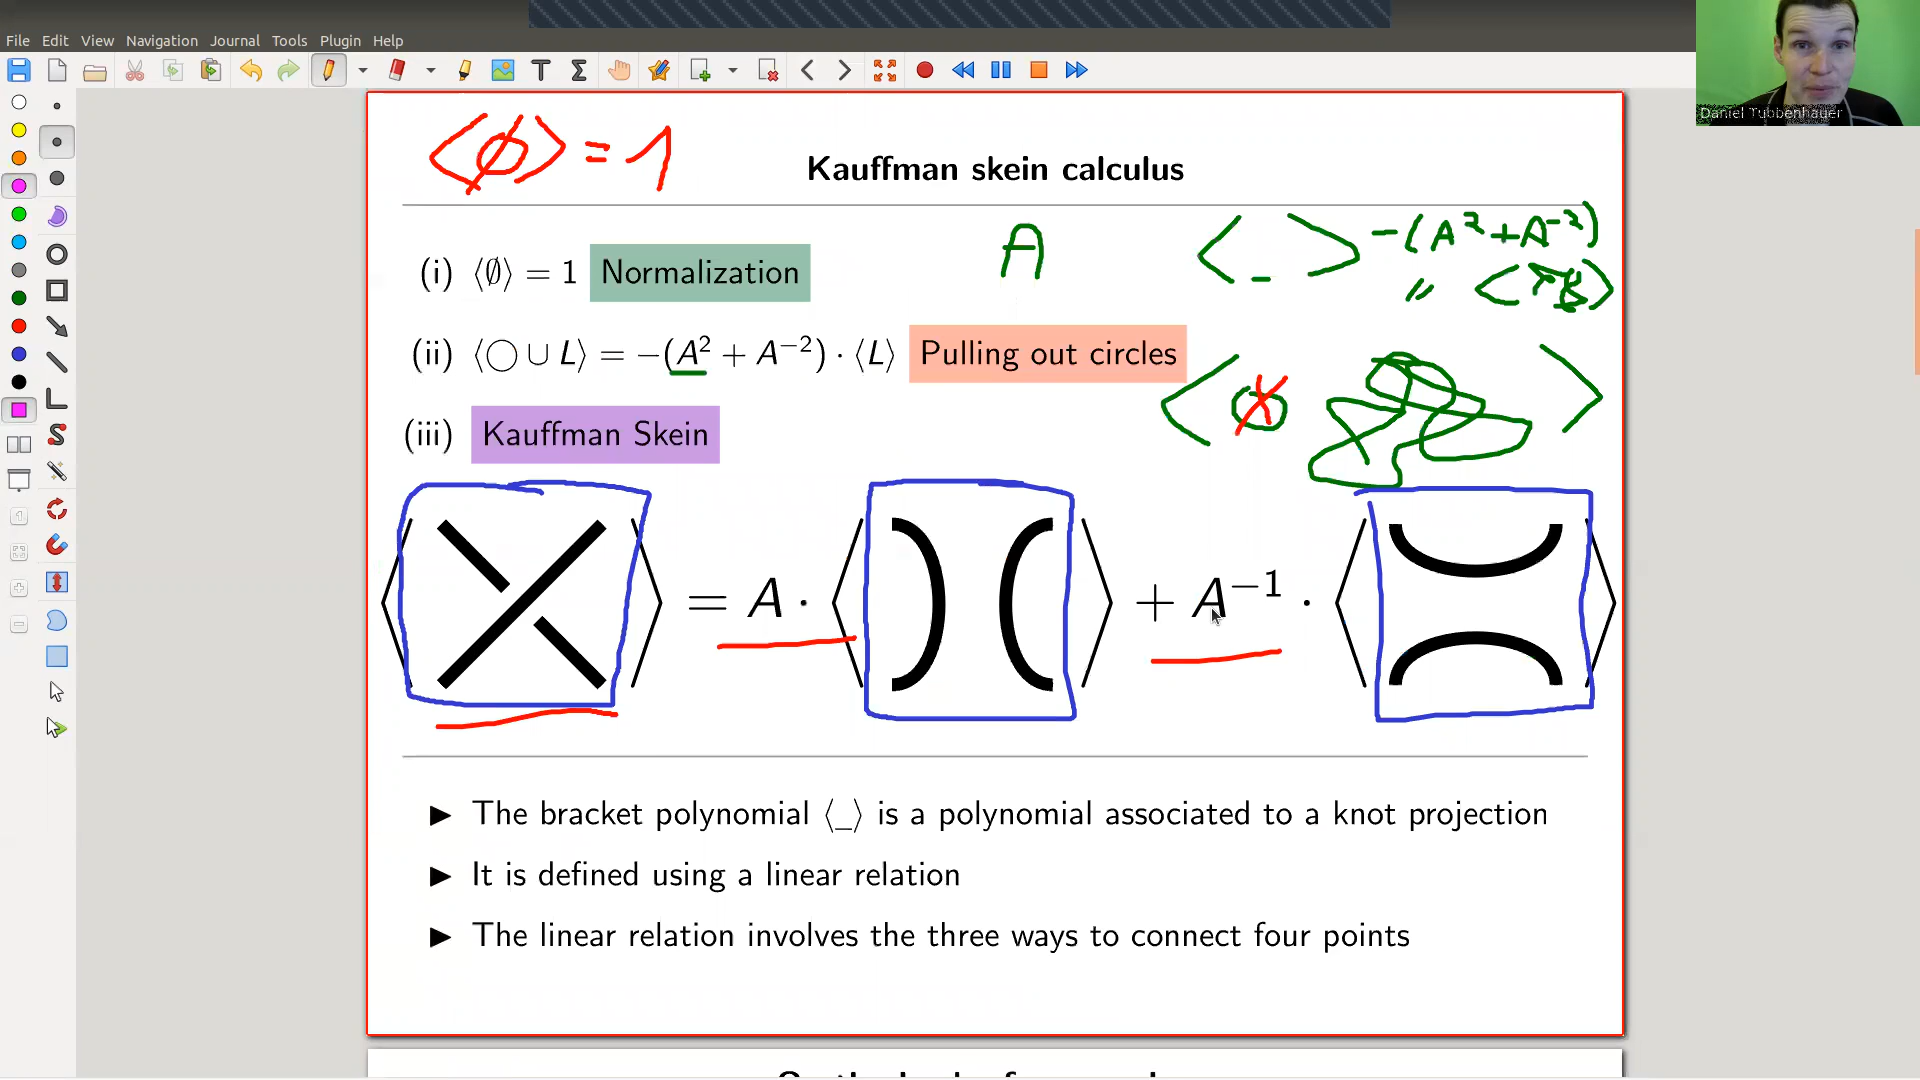 File Edit View Navigation Journal Tools Plugin Help
Daniel Tubbenhauer
⟨∅⟩ = 1
Kauffman skein calculus
A
⟨_⟩ −(A² + A⁻²)
(i) ⟨∅⟩ = 1 Normalization
(ii) ⟨◯ ∪ L⟩ = −(A² + A⁻²) · ⟨L⟩ Pulling out circles
(iii) Kauffman Skein
= A · + A⁻¹ ·
▶ The bracket polynomial ⟨_⟩ is a polynomial associated to a knot projection
▶ It is defined using a linear relation
▶ The linear relation involves the three ways to connect four points